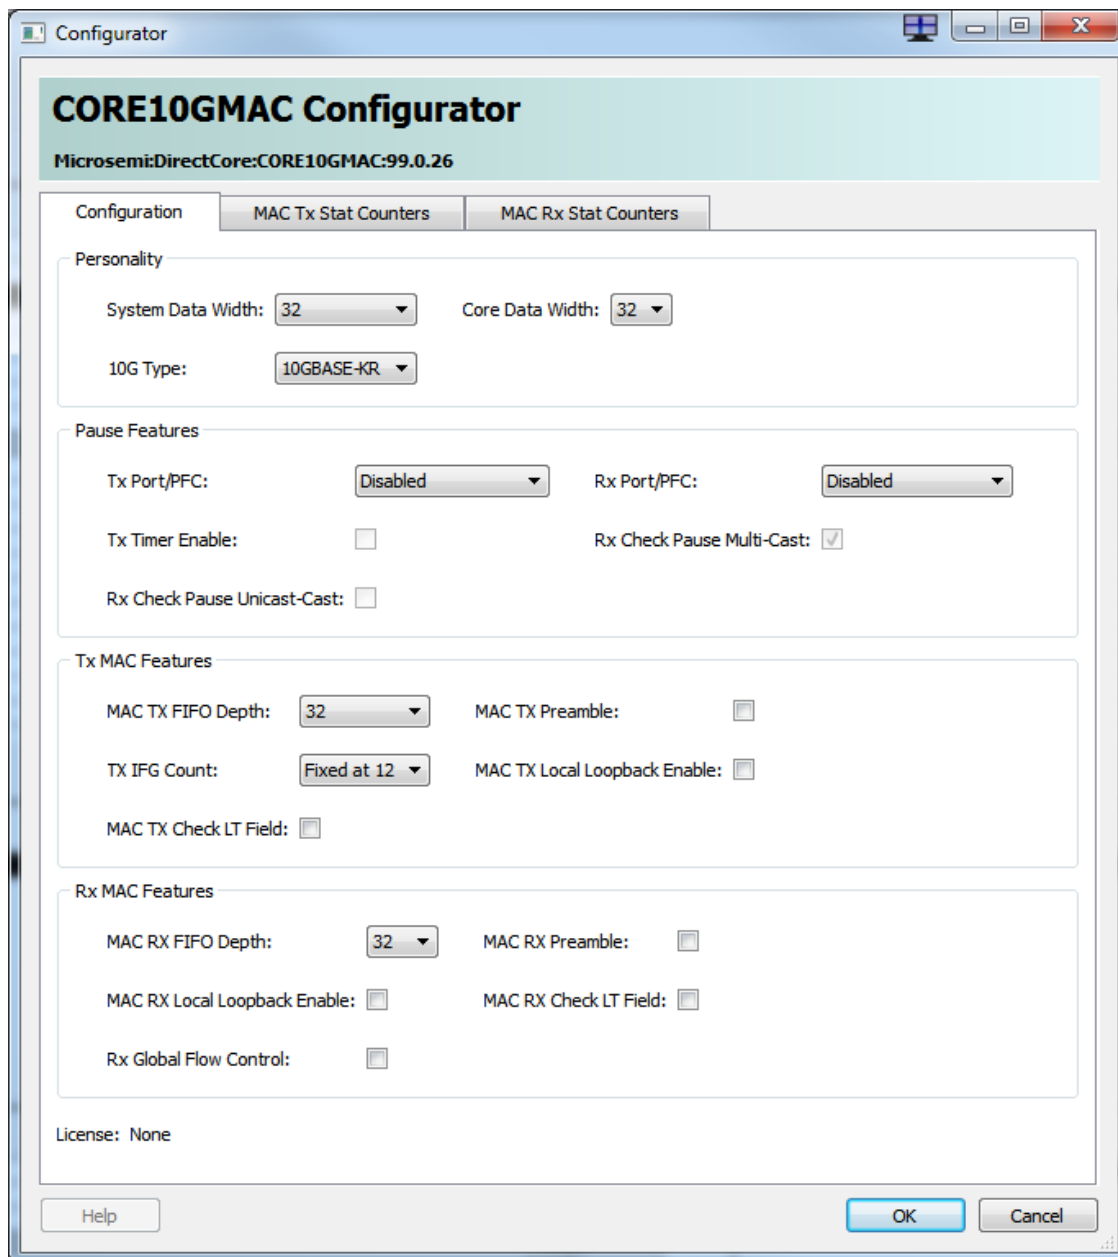 Configurator
CORE10GMAC Configurator
Microsemi:DirectCore:CORE10GMAC:99.0.26
Configuration MAC Tx Stat Counters MAC Rx Stat Counters
Personality
System Data Width: 32 Core Data Width: 32
10G Type: 10GBASE-KR
Pause Features
Tx Port/PFC: Disabled Rx Port/PFC: Disabled
Tx Timer Enable: Rx Check Pause Multi-Cast:
Rx Check Pause Unicast-Cast:
Tx MAC Features
MAC TX FIFO Depth: 32 MAC TX Preamble:
TX IFG Count: Fixed at 12 MAC TX Local Loopback Enable:
MAC TX Check LT Field:
Rx MAC Features
MAC RX FIFO Depth: 32 MAC RX Preamble:
MAC RX Local Loopback Enable: MAC RX Check LT Field:
Rx Global Flow Control:
License: None
Help OK Cancel